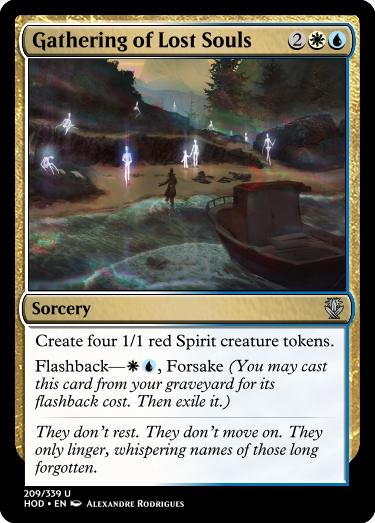 Gathering of Lost Souls 2
Sorcery
Create four 1/1 red Spirit creature tokens.
Flashback—, Forsake (You may cast
this card from your graveyard for its
flashback cost. Then exile it.)
They don't rest. They don't move on. They
only linger, whispering names of those long
forgotten.
209/339 U
HOD • EN Alexandre Rodrigues